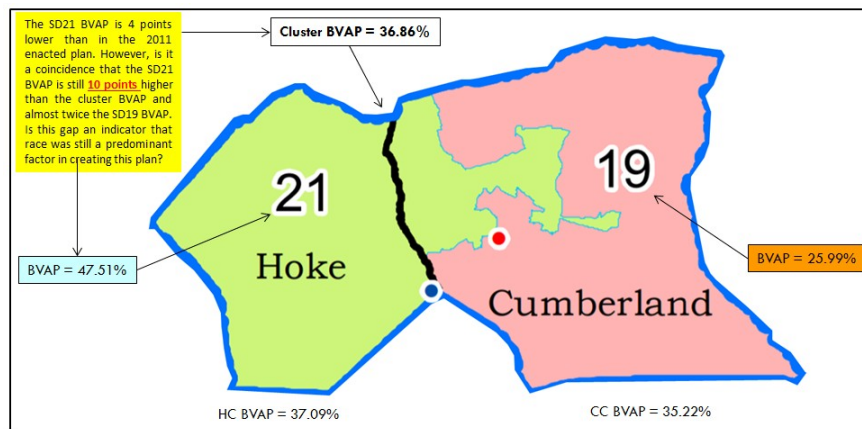 The SD21 BVAP is 4 points
lower than in the 2011
enacted plan. However, is it
a coincidence that the SD21
BVAP is still 10 points higher
than the cluster BVAP and
almost twice the SD19 BVAP.
Is this gap an indicator that
race was still a predominant
factor in creating this plan?
Cluster BVAP = 36.86%
19
21
BVAP = 47.51%
Hoke
BVAP = 25.99%
Cumberland
HC BVAP = 37.09%
CC BVAP = 35.22%